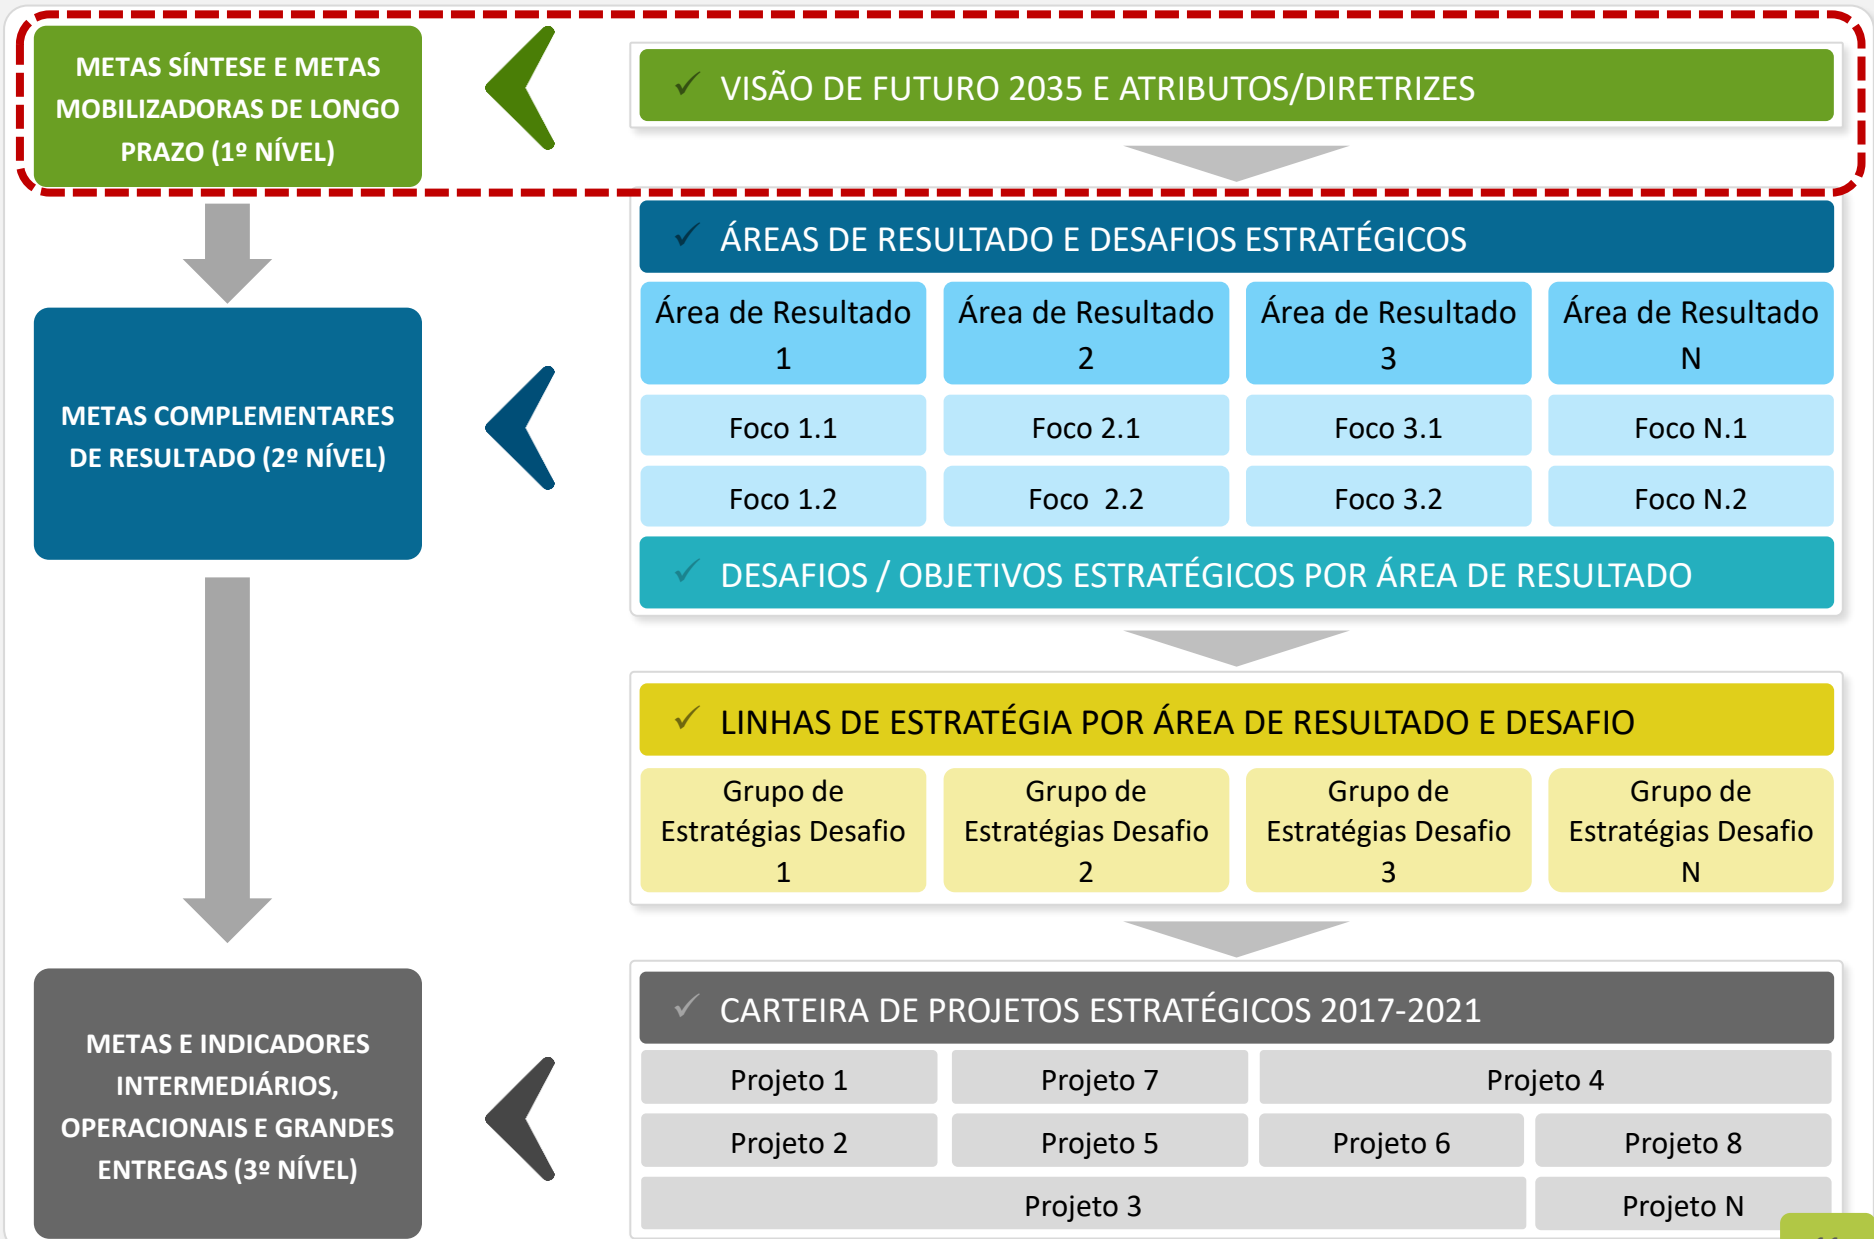 METAS SÍNTESE E METAS
MOBILIZADORAS DE LONGO
PRAZO (1º NÍVEL)
VISÃO DE FUTURO 2035 E ATRIBUTOS/DIRETRIZES
ÁREAS DE RESULTADO E DESAFIOS ESTRATÉGICOS
Área de Resultado
1
Área de Resultado
2
Área de Resultado
3
Área de Resultado
N
METAS COMPLEMENTARES
DE RESULTADO (2º NÍVEL)
Foco 1.1
Foco 2.1
Foco 3.1
Foco N.1
Foco 1.2
Foco 2.2
Foco 3.2
Foco N.2
DESAFIOS / OBJETIVOS ESTRATÉGICOS POR ÁREA DE RESULTADO
LINHAS DE ESTRATÉGIA POR ÁREA DE RESULTADO E DESAFIO
Grupo de
Estratégias Desafio
1
Grupo de
Estratégias Desafio
2
Grupo de
Estratégias Desafio
3
Grupo de
Estratégias Desafio
N
METAS E INDICADORES
INTERMEDIÁRIOS,
OPERACIONAIS E GRANDES
ENTREGAS (3º NÍVEL)
CARTEIRA DE PROJETOS ESTRATÉGICOS 2017-2021
Projeto 1
Projeto 7
Projeto 4
Projeto 2
Projeto 5
Projeto 6
Projeto 8
Projeto 3
Projeto N